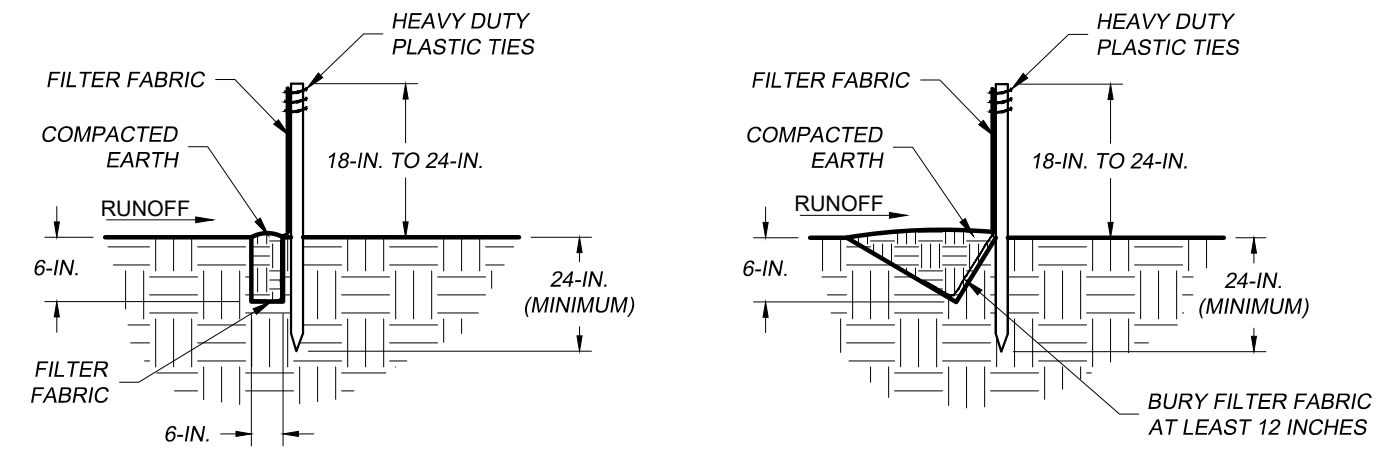 HEAVY DUTY
PLASTIC TIES
FILTER FABRIC
COMPACTED
EARTH
18-IN. TO 24-IN.
RUNOFF
6-IN.
24-IN.
(MINIMUM)
FILTER
FABRIC
6-IN.
HEAVY DUTY
PLASTIC TIES
FILTER FABRIC
COMPACTED
EARTH
18-IN. TO 24-IN.
RUNOFF
6-IN.
24-IN.
(MINIMUM)
BURY FILTER FABRIC
AT LEAST 12 INCHES